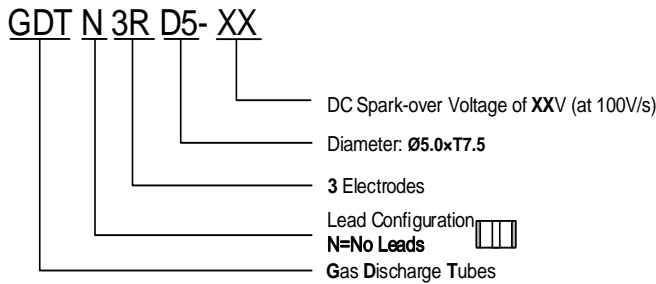 GDT N 3R D5- XX
DC Spark-over Voltage of XXV (at 100V/s)
Diameter: Ø5.0×T7.5
3 Electrodes
Lead Configuration
N=No Leads
Gas Discharge Tubes